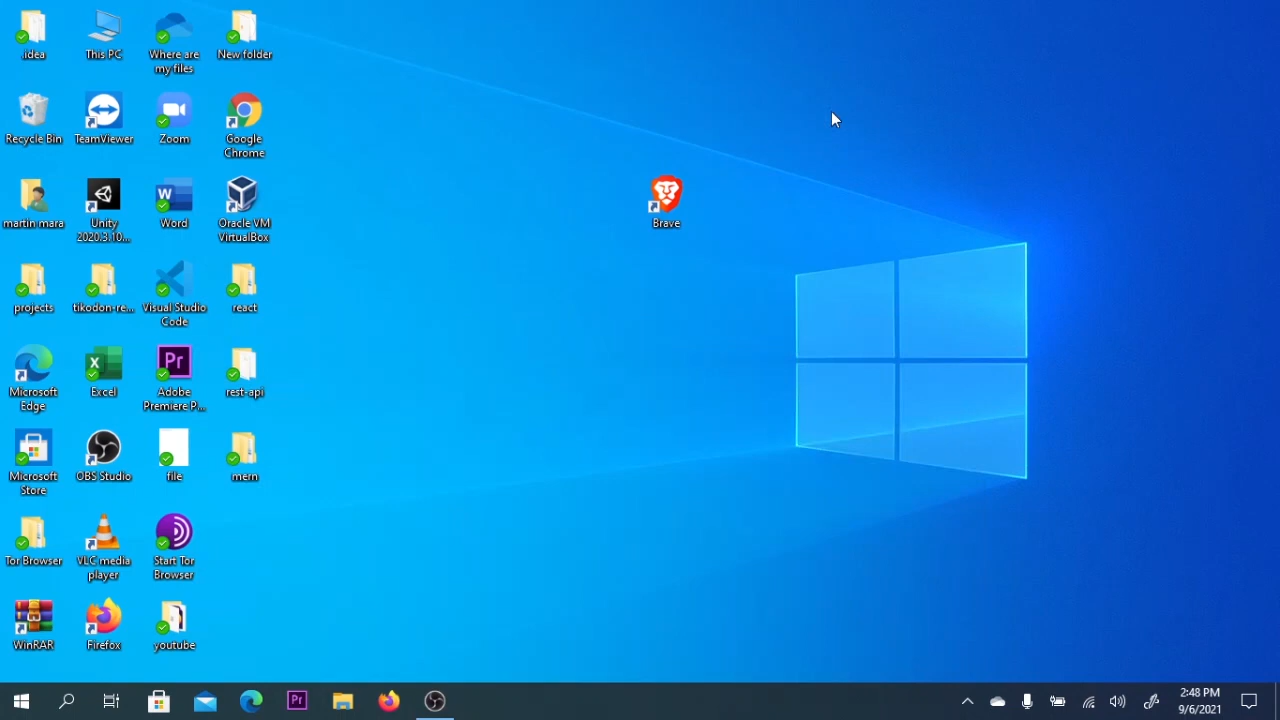 .idea
This PC
Where are
my files
New folder
Recycle Bin
TeamViewer
Zoom
Google
Chrome
martin mara
Unity
2020.3.10...
W
Word
Oracle VM
VirtualBox
Brave
projects
tikodon-re...
Visual Studio
Code
react
Microsoft
Edge
X
Excel
Pr
Adobe
Premiere P...
rest-api
Microsoft
Store
OBS Studio
file
mern
Tor Browser
VLC media
player
Start Tor
Browser
WinRAR
Firefox
youtube
Pr
2:48 PM
9/6/2021